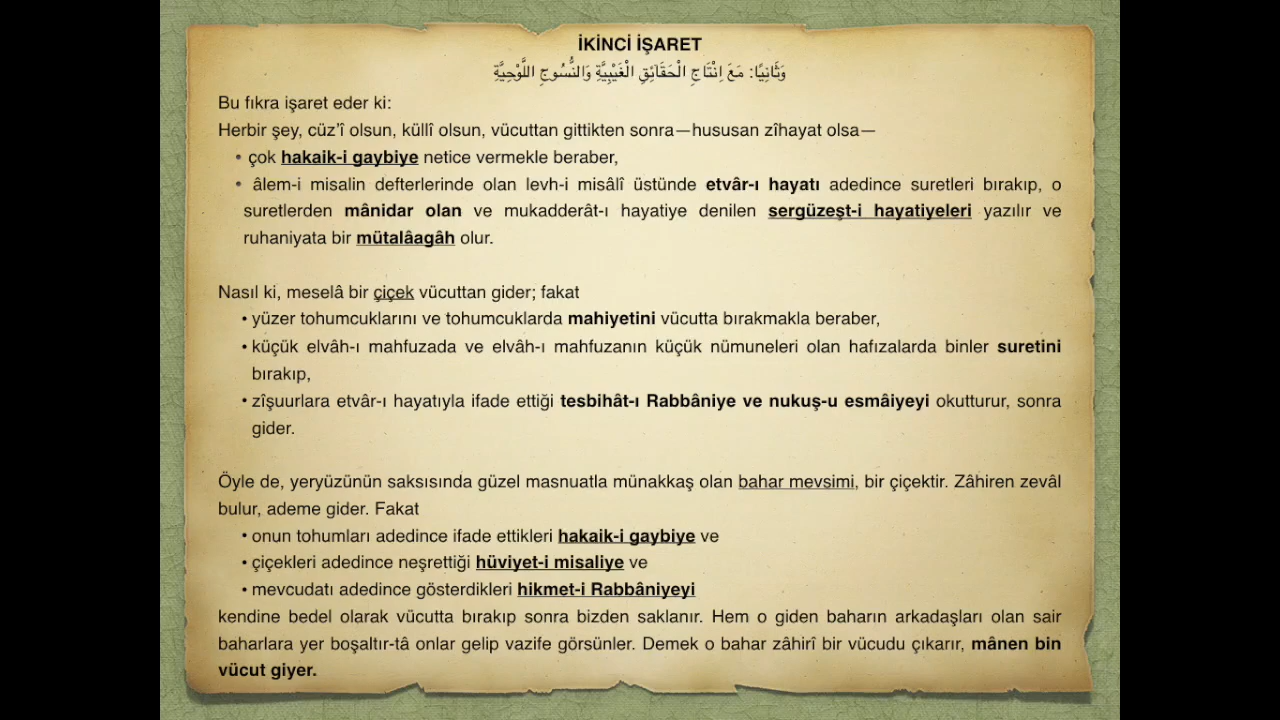 İKİNCİ İŞARET
وَثَانِيًا: مَعَ اِنْتَاجِ الْحَقَائِقِ الْغَيْبِيَّةِ وَالنُّسُوجِ اللَّوْحِيَّةِ
Bu fıkra işaret eder ki:
Herbir şey, cüz’î olsun, küllî olsun, vücuttan gittikten sonra—hususan zîhayat olsa—
• çok hakaik-i gaybiye netice vermekle beraber,
• âlem-i misalin defterlerinde olan levh-i misâlî üstünde etvâr-ı hayatı adedince suretleri bırakıp, o
suretlerden mânidar olan ve mukadderât-ı hayatiye denilen sergüzeşt-i hayatiyeleri yazılır ve
ruhaniyata bir mütalâagâh olur.
Nasıl ki, meselâ bir çiçek vücuttan gider; fakat
• yüzer tohumcuklarını ve tohumcuklarda mahiyetini vücutta bırakmakla beraber,
• küçük elvâh-ı mahfuzada ve elvâh-ı mahfuzanın küçük nümuneleri olan hafızalarda binler suretini
bırakıp,
• zîşuurlara etvâr-ı hayatıyla ifade ettiği tesbihât-ı Rabbâniye ve nukuş-u esmâiyeyi okutturur, sonra
gider.
Öyle de, yeryüzünün saksısında güzel masnuatla münakkaş olan bahar mevsimi, bir çiçektir. Zâhiren zevâl
bulur, ademe gider. Fakat
• onun tohumları adedince ifade ettikleri hakaik-i gaybiye ve
• çiçekleri adedince neşrettiği hüviyet-i misaliye ve
• mevcudatı adedince gösterdikleri hikmet-i Rabbâniyeyi
kendine bedel olarak vücutta bırakıp sonra bizden saklanır. Hem o giden baharın arkadaşları olan sair
baharlara yer boşaltır-tâ onlar gelip vazife görsünler. Demek o bahar zâhirî bir vücudu çıkarır, mânen bin
vücut giyer.